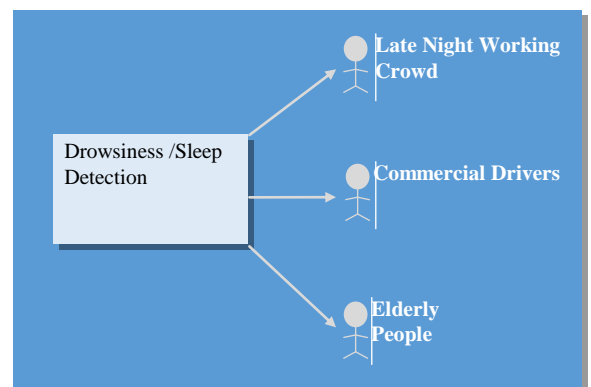 Late Night Working
Crowd
Drowsiness /Sleep
Detection
Commercial Drivers
Elderly
People